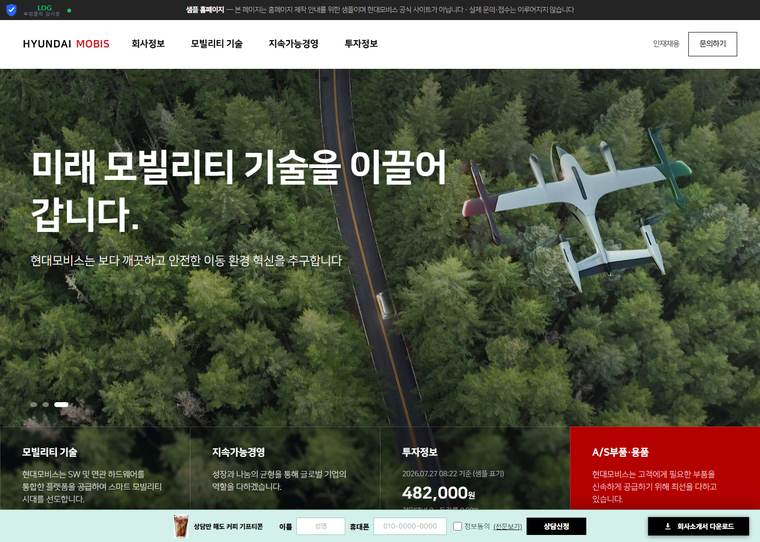 LOG
샘플 홈페이지 — 본 페이지는 홈페이지 제작 안내를 위한 샘플이며 현대모비스 공식 사이트가 아닙니다 · 실제 문의·접수는 이루어지지 않습니다
HYUNDAI MOBIS 회사정보 모빌리티 기술 지속가능경영 투자정보 인재채용 문의하기
미래 모빌리티 기술을 이끌어
갑니다.
현대모비스는 보다 깨끗하고 안전한 이동 환경 혁신을 추구합니다
모빌리티 기술
현대모비스는 SW 및 연관 하드웨어를
통합한 플랫폼을 공급하여 스마트 모빌리티
시대를 선도합니다.
지속가능경영
성장과 나눔의 균형을 통해 글로벌 기업의
역할을 다하겠습니다.
투자정보
2026.07.27 08:22 기준 (샘플 표기)
482,000원
A/S부품·용품
현대모비스는 고객에게 필요한 부품을
신속하게 공급하기 위해 최선을 다하고
있습니다.
상담만 해도 커피 기프티콘 이름 성명 휴대폰 010-0000-0000 정보동의 (전문보기) 상담신청 회사소개서 다운로드